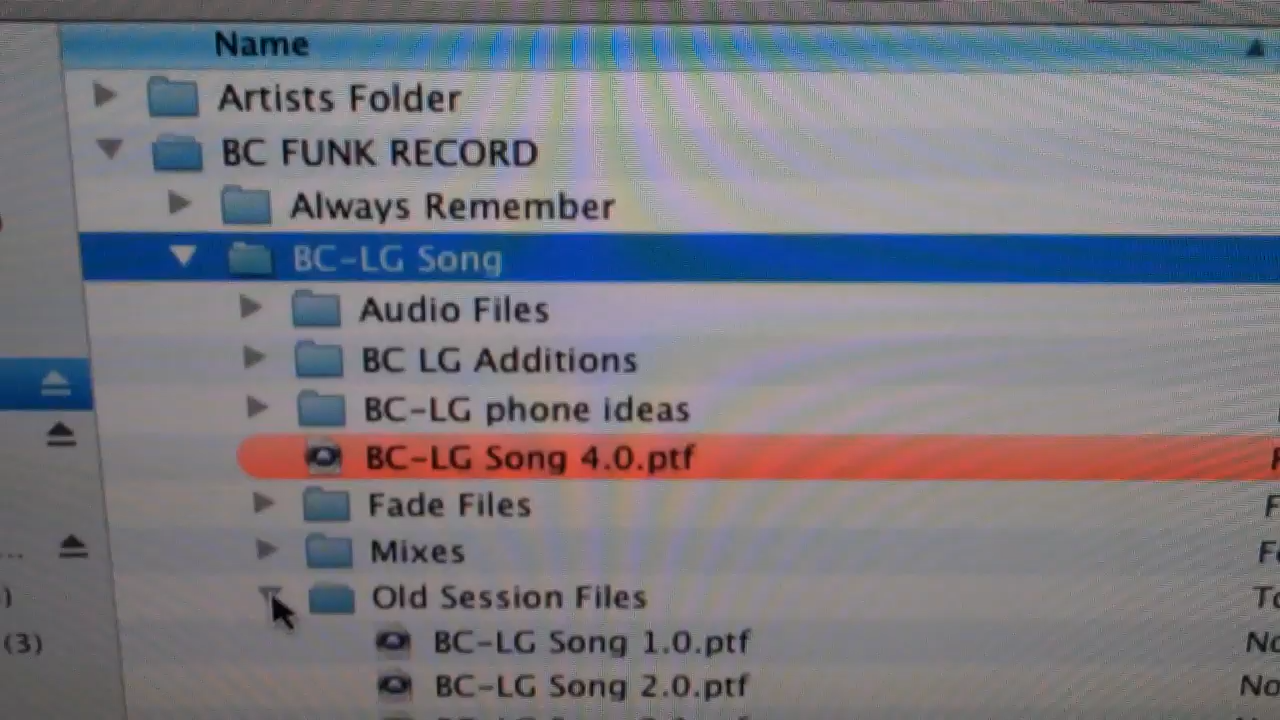 Name
Artists Folder
BC FUNK RECORD
Always Remember
BC-LG Song
Audio Files
BC LG Additions
BC-LG phone ideas
BC-LG Song 4.0.ptf
Fade Files
Mixes
Old Session Files
(3)
BC-LG Song 1.0.ptf
BC-LG Song 2.0.ptf